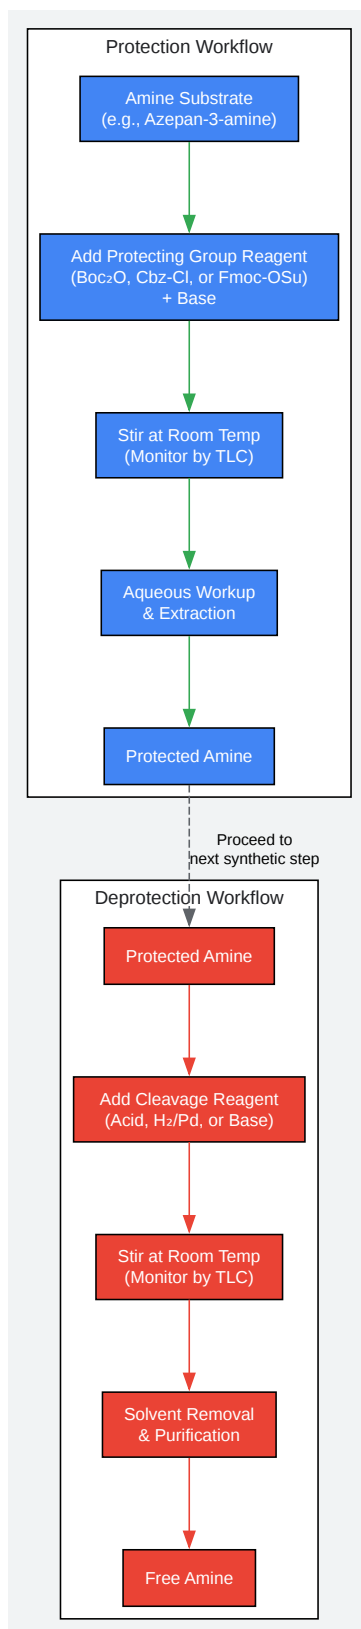 Protection Workflow
Amine Substrate
(e.g., Azepan-3-amine)
Add Protecting Group Reagent
(Boc₂O, Cbz-Cl, or Fmoc-OSu)
+ Base
Stir at Room Temp
(Monitor by TLC)
Aqueous Workup
& Extraction
Protected Amine
Proceed to
next synthetic step
Deprotection Workflow
Protected Amine
Add Cleavage Reagent
(Acid, H₂/Pd, or Base)
Stir at Room Temp
(Monitor by TLC)
Solvent Removal
& Purification
Free Amine